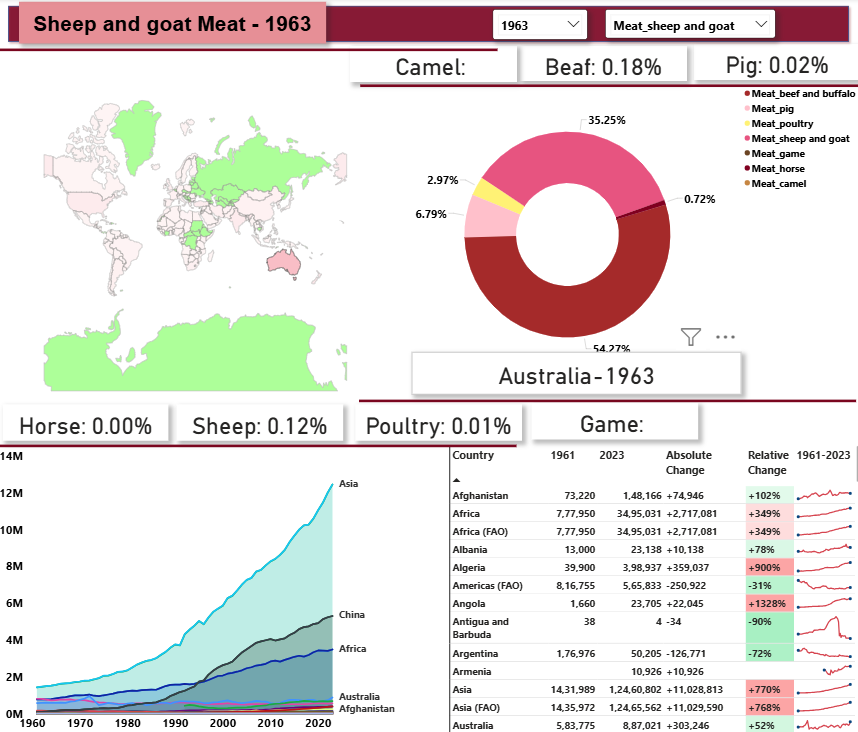 Sheep and goat Meat - 1963
1963
Meat_sheep and goat
Camel:
Beaf: 0.18%
Pig: 0.02%
Meat_beef and buffalo
Meat_pig
Meat_poultry
Meat_sheep and goat
Meat_game
Meat_horse
Meat_camel
35.25%
2.97%
0.72%
6.79%
54.27%
Australia-1963
Horse: 0.00%
Sheep: 0.12%
Poultry: 0.01%
Game:
14M
12M
10M
8M
6M
4M
2M
0M
1960 1970 1980 1990 2000 2010 2020
Asia
China
Africa
Australia
Afghanistan
Country 1961 2023 Absolute Change Relative Change 1961-2023
Afghanistan 73,220 1,48,166 +74,946 +102%
Africa 7,77,950 34,95,031 +2,717,081 +349%
Africa (FAO) 7,77,950 34,95,031 +2,717,081 +349%
Albania 13,000 23,138 +10,138 +78%
Algeria 39,900 3,98,937 +359,037 +900%
Americas (FAO) 8,16,755 5,65,833 -250,922 -31%
Angola 1,660 23,705 +22,045 +1328%
Antigua and Barbuda 38 4 -34 -90%
Argentina 1,76,976 50,205 -126,771 -72%
Armenia 10,926 +10,926
Asia 14,31,989 1,24,60,802 +11,028,813 +770%
Asia (FAO) 14,35,972 1,24,65,562 +11,029,590 +768%
Australia 5,83,775 8,87,021 +303,246 +52%